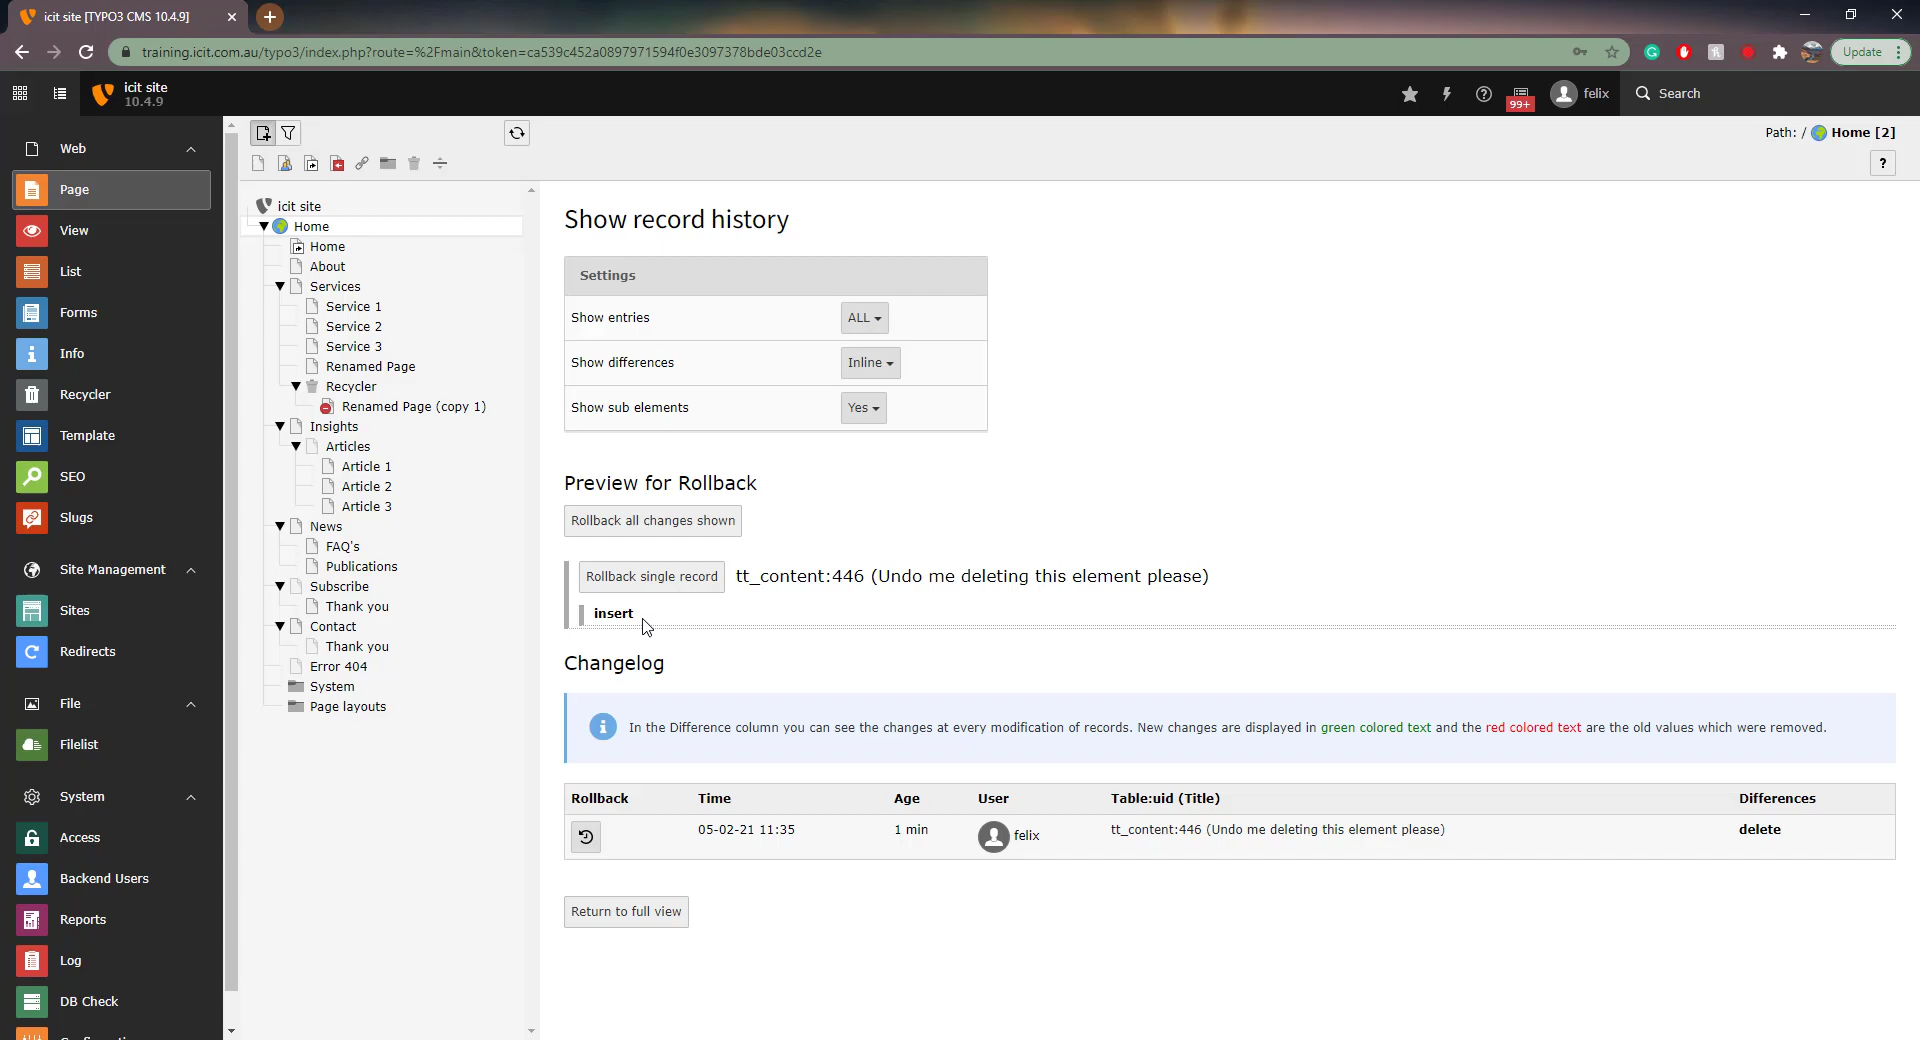 icit site [TYPO3 CMS 10.4.9]
training.icit.com.au/typo3/index.php?route=%2Fmain&token=ca539c452a0897971594f0e3097378bde03ccd2e
Update
icit site
10.4.9
99+
felix
Search
Web
Page
View
List
Forms
Info
Recycler
Template
SEO
Slugs
Site Management
Sites
Redirects
File
Filelist
System
Access
Backend Users
Reports
Log
DB Check
icit site
Home
Home
About
Services
Service 1
Service 2
Service 3
Renamed Page
Recycler
Renamed Page (copy 1)
Insights
Articles
Article 1
Article 2
Article 3
News
FAQ's
Publications
Subscribe
Thank you
Contact
Thank you
Error 404
System
Page layouts
Path: / Home [2]
?
Show record history
Settings
Show entries ALL
Show differences Inline
Show sub elements Yes
Preview for Rollback
Rollback all changes shown
Rollback single record tt_content:446 (Undo me deleting this element please)
insert
Changelog
In the Difference column you can see the changes at every modification of records. New changes are displayed in green colored text and the red colored text are the old values which were removed.
Rollback Time Age User Table:uid (Title) Differences
05-02-21 11:35 1 min felix tt_content:446 (Undo me deleting this element please) delete
Return to full view